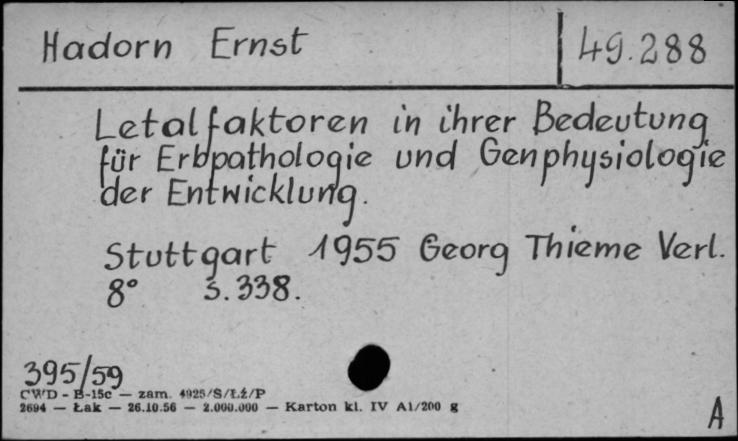 Hadorn Ernst
49.288
Letalfaktoren in ihrer Bedeutung
für Erbpathologie und Genphysiologie
der Entwicklung.
Stuttgart 1955 Georg Thieme Verl.
8° S. 338.
395/59
CWD - B-15c — zam. 4925/S/Łż/P
2694 — Łak — 26.10.56 — 2.000.000 — Karton kl. IV A1/200 g
A